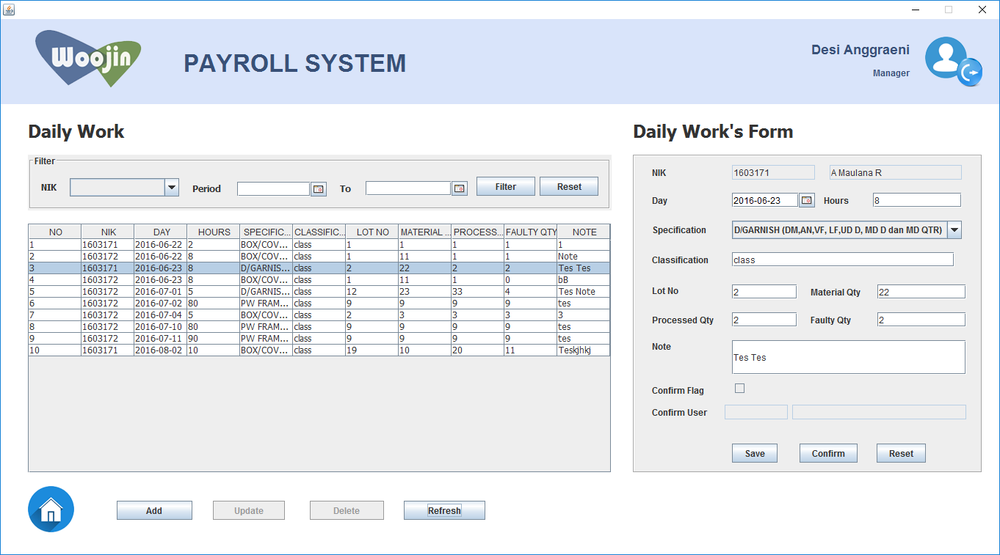 Woojin
PAYROLL SYSTEM
Desi Anggraeni
Manager
Daily Work
Filter
NIK Period To Filter Reset
NO NIK DAY HOURS SPECIFIC... CLASSIFIC... LOT NO MATERIAL ... PROCESS... FAULTY QTY NOTE
1 1603171 2016-06-22 2 BOX/COV... class 1 1 1 1 1
2 1603172 2016-06-22 8 BOX/COV... class 1 11 1 1 Note
3 1603171 2016-06-23 8 D/GARNIS... class 2 22 2 2 Tes Tes
4 1603172 2016-06-23 8 BOX/COV... class 1 11 1 0 bB
5 1603172 2016-07-01 5 D/GARNIS... class 12 23 33 4 Tes Note
6 1603172 2016-07-02 80 PW FRAM... class 9 9 9 9 tes
7 1603172 2016-07-04 5 BOX/COV... class 2 3 3 3 3
8 1603172 2016-07-10 80 PW FRAM... class 9 9 9 9 tes
9 1603172 2016-07-11 90 PW FRAM... class 9 9 9 9 tes
10 1603171 2016-08-02 10 BOX/COV... class 19 10 20 11 Teskjhkj
Add Update Delete Refresh
Daily Work's Form
NIK 1603171 A Maulana R
Day 2016-06-23 Hours 8
Specification D/GARNISH (DM,AN,VF, LF,UD D, MD D dan MD QTR)
Classification class
Lot No 2 Material Qty 22
Processed Qty 2 Faulty Qty 2
Note Tes Tes
Confirm Flag
Confirm User
Save Confirm Reset